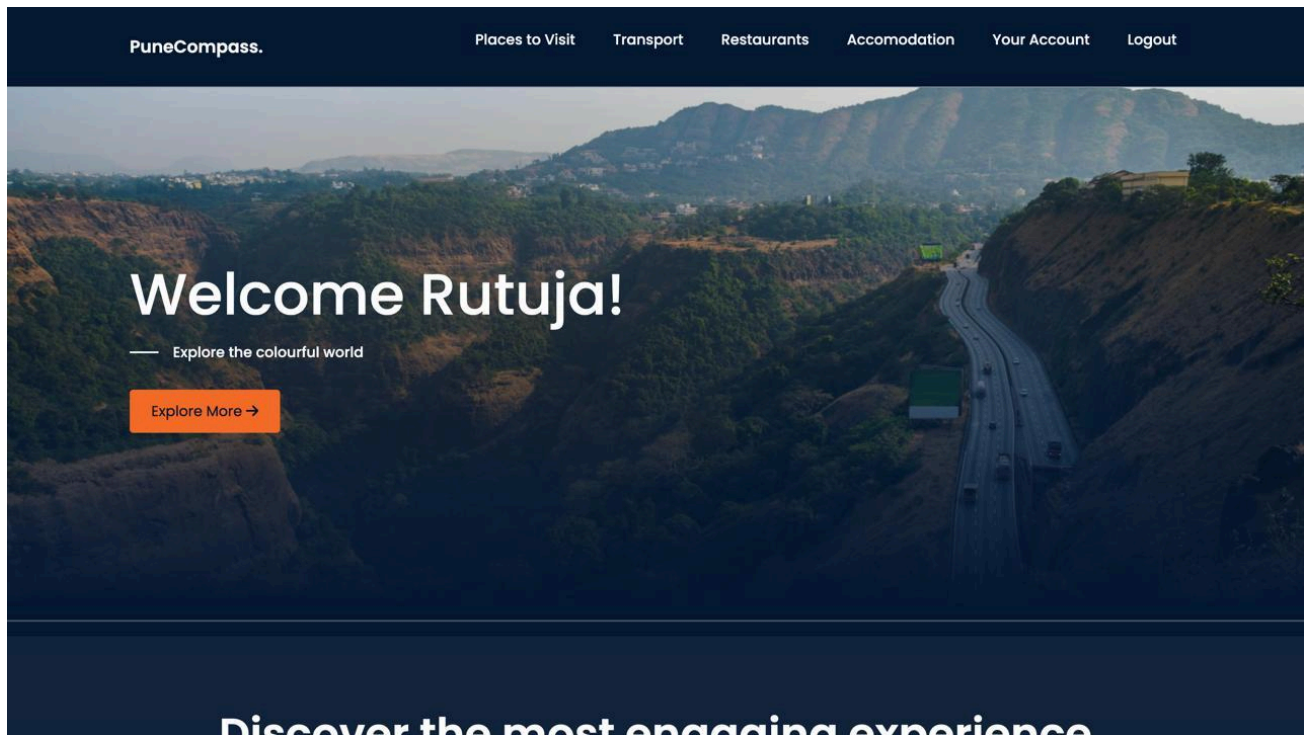 PuneCompass.
Places to Visit Transport Restaurants Accomodation Your Account Logout
Welcome Rutuja!
Explore the colourful world
Explore More →
Discover the most engaging experience